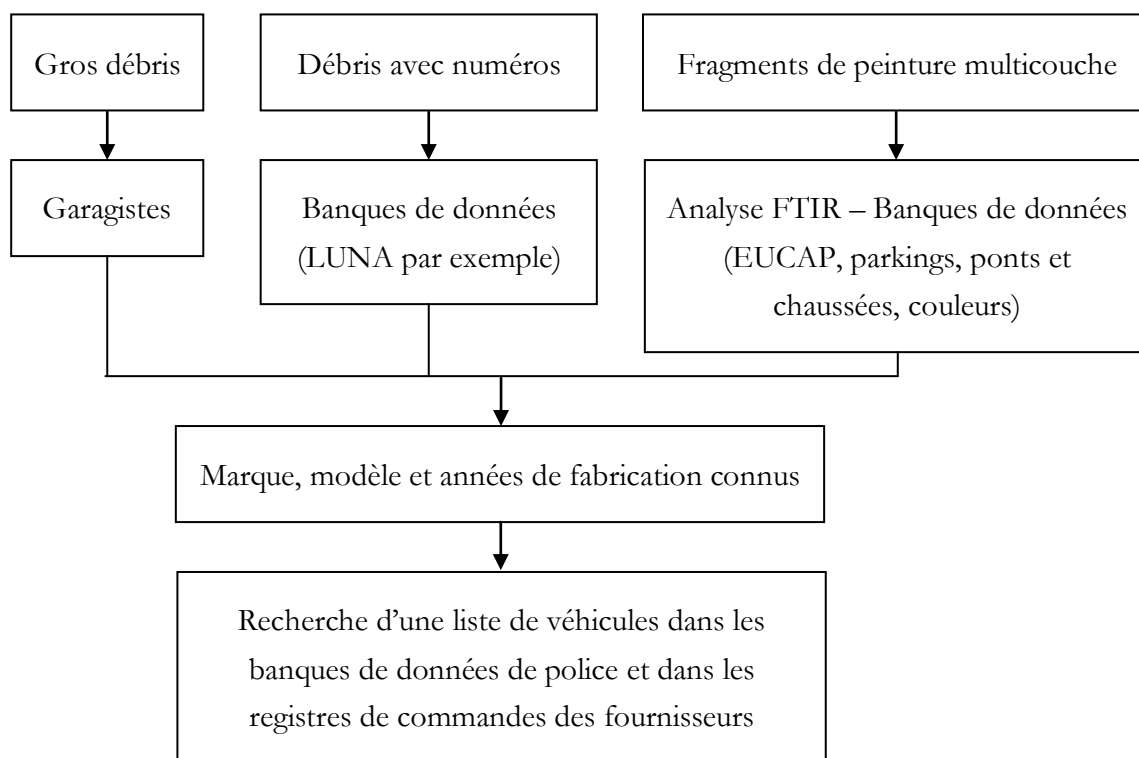 Gros débris
Débris avec numéros
Fragments de peinture multicouche
Garagistes
Banques de données
(LUNA par exemple)
Analyse FTIR – Banques de données
(EUCAP, parkings, ponts et
chaussées, couleurs)
Marque, modèle et années de fabrication connus
Recherche d’une liste de véhicules dans les
banques de données de police et dans les
registres de commandes des fournisseurs